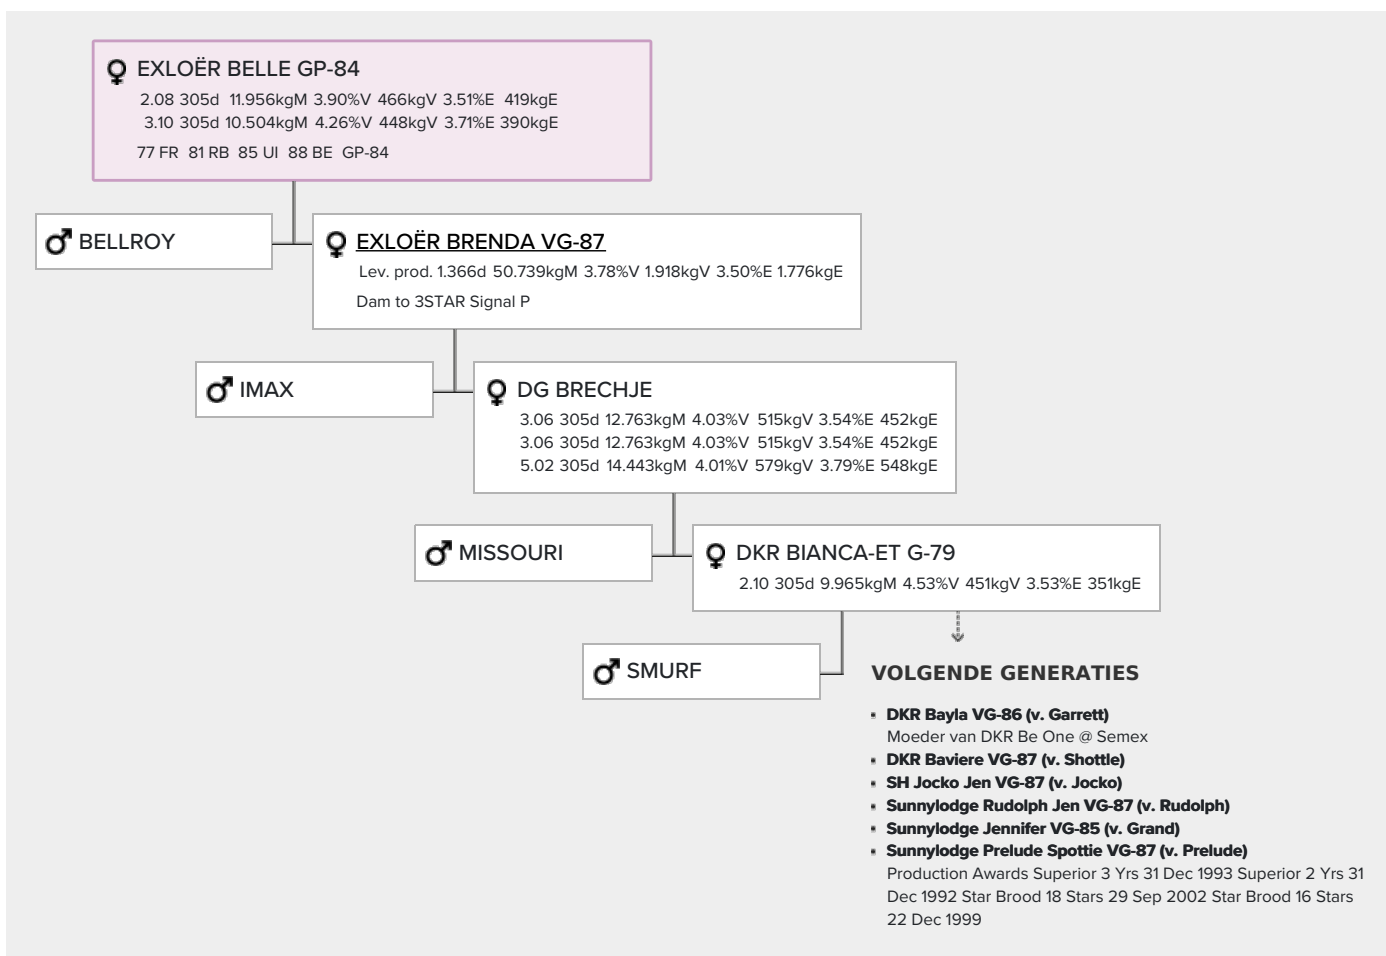 EXLOËR BELLE GP-84
2.08 305d 11.956kgM 3.90%V 466kgV 3.51%E 419kgE
3.10 305d 10.504kgM 4.26%V 448kgV 3.71%E 390kgE
77 FR 81 RB 85 UI 88 BE GP-84
BELLROY
EXLOËR BRENDA VG-87
Lev. prod. 1.366d 50.739kgM 3.78%V 1.918kgV 3.50%E 1.776kgE
Dam to 3STAR Signal P
IMAX
DG BRECHJE
3.06 305d 12.763kgM 4.03%V 515kgV 3.54%E 452kgE
3.06 305d 12.763kgM 4.03%V 515kgV 3.54%E 452kgE
5.02 305d 14.443kgM 4.01%V 579kgV 3.79%E 548kgE
MISSOURI
DKR BIANCA-ET G-79
2.10 305d 9.965kgM 4.53%V 451kgV 3.53%E 351kgE
SMURF
VOLGENDE GENERATIES
DKR Bayla VG-86 (v. Garrett)
Moeder van DKR Be One @ Semex
DKR Baviere VG-87 (v. Shottle)
SH Jocko Jen VG-87 (v. Jocko)
Sunnylodge Rudolph Jen VG-87 (v. Rudolph)
Sunnylodge Jennifer VG-85 (v. Grand)
Sunnylodge Prelude Spottie VG-87 (v. Prelude)
Production Awards Superior 3 Yrs 31 Dec 1993 Superior 2 Yrs 31
Dec 1992 Star Brood 18 Stars 29 Sep 2002 Star Brood 16 Stars
22 Dec 1999